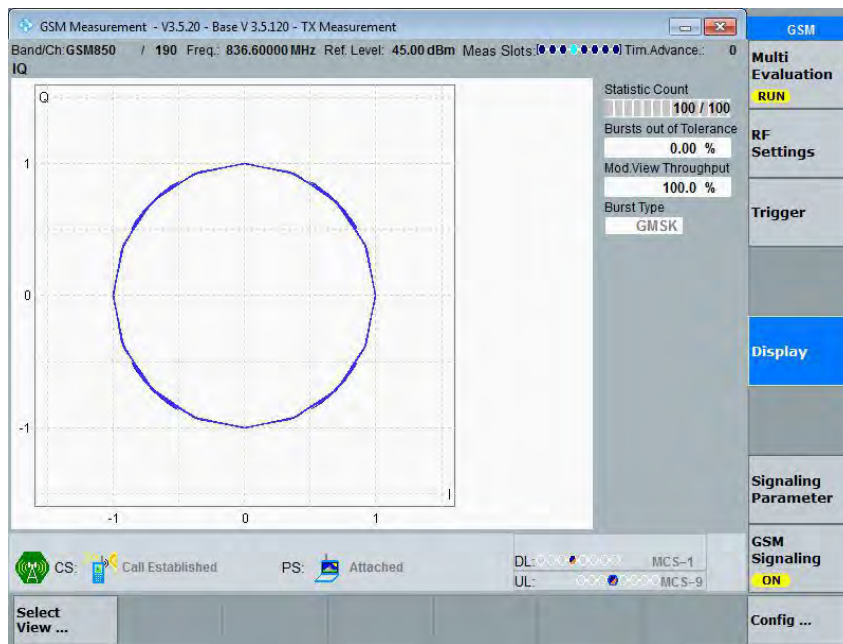 GSM Measurement - V3.5.20 - Base V 3.5.120 - TX Measurement
GSM
Band/Ch: GSM850 / 190 Freq.: 836.60000 MHz Ref. Level: 45.00 dBm Meas Slots: Tim.Advance.: 0
IQ
Q
1
0
-1
I
-1 0 1
Statistic Count
100 / 100
Bursts out of Tolerance
0.00 %
Mod.View Throughput
100.0 %
Burst Type
GMSK
Multi
Evaluation
RUN
RF
Settings
Trigger
Display
Signaling
Parameter
GSM
Signaling
ON
Config ...
CS: Call Established PS: Attached
DL: MCS-1
UL: MCS-9
Select
View ...